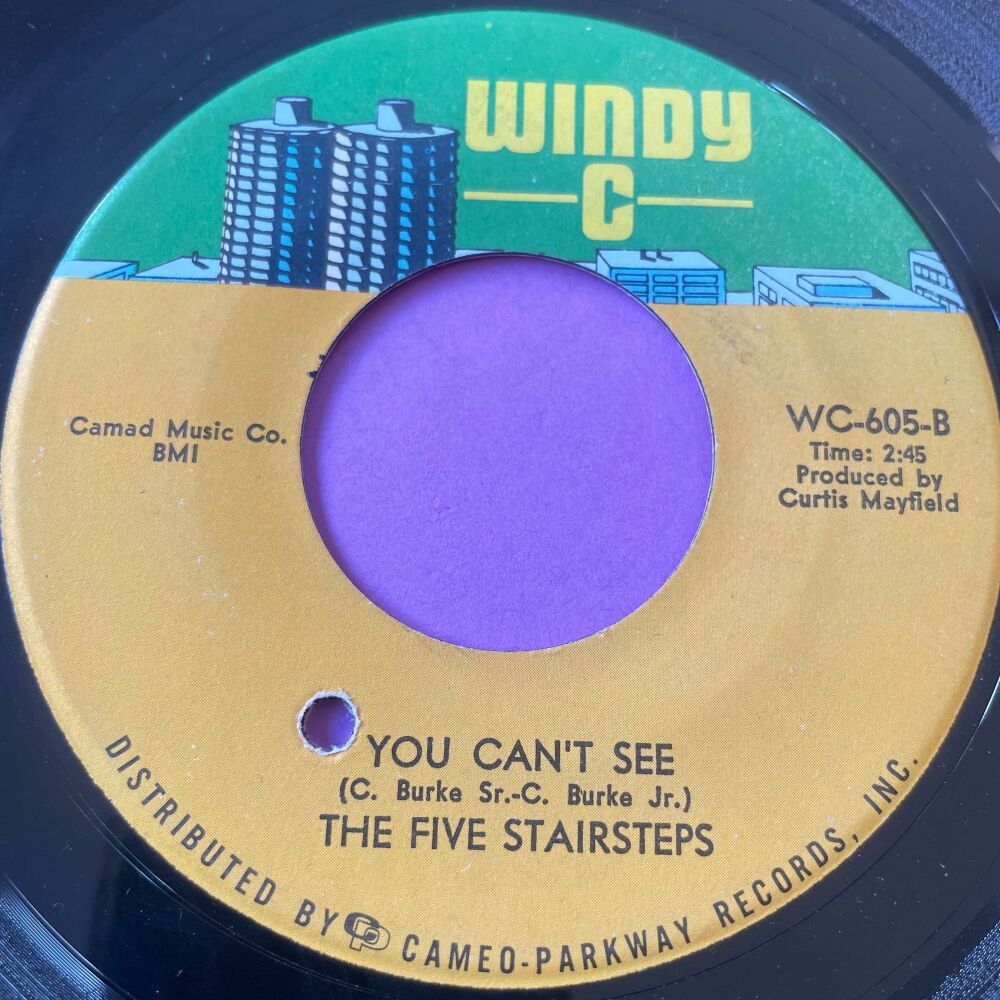 WINDY
C
Camad Music Co.
BMI
WC-605-B
Time: 2:45
Produced by
Curtis Mayfield
YOU CAN'T SEE
(C. Burke Sr.-C. Burke Jr.)
THE FIVE STAIRSTEPS
DISTRIBUTED BY CP CAMEO-PARKWAY RECORDS, INC.